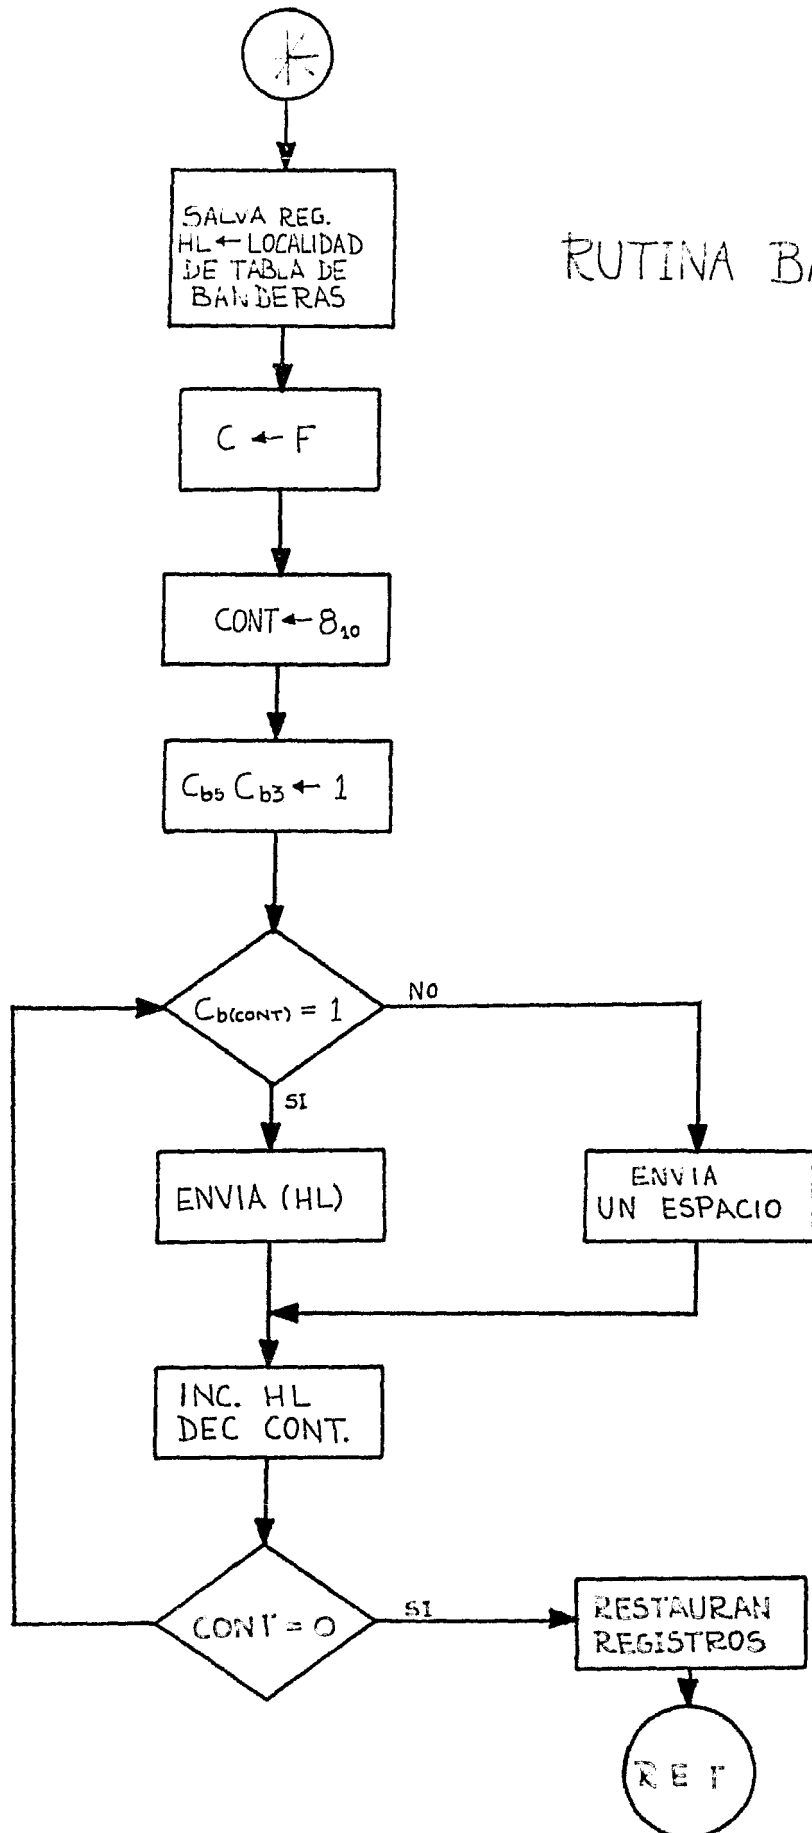 SALVA REG.
HL ← LOCALIDAD
DE TABLA DE
BANDERAS
RUTINA
C ← F
CONT ← 8₁₀
Cb5 Cb3 ← 1
Cb(CONT) = 1
NO
SI
ENVIA (HL)
ENVIA
UN ESPACIO
INC. HL
DEC CONT.
CONT = 0
SI
RESTAURAN
REGISTROS
RET